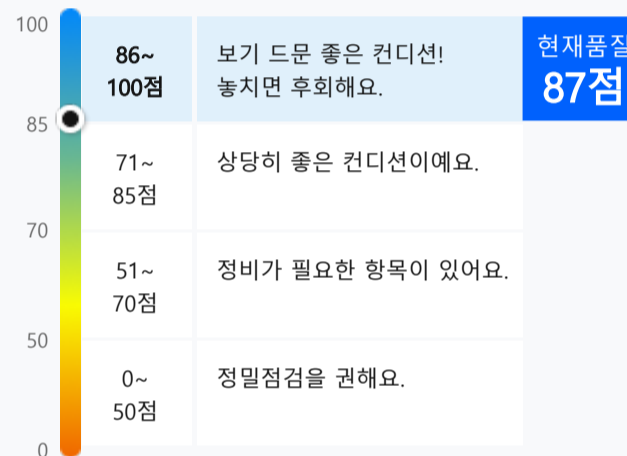 100
86~
100점
보기 드문 좋은 컨디션!
놓치면 후회해요.
현재품질
87점
85
71~
85점
상당히 좋은 컨디션이예요.
70
51~
70점
정비가 필요한 항목이 있어요.
50
0~
50점
정밀점검을 권해요.
0